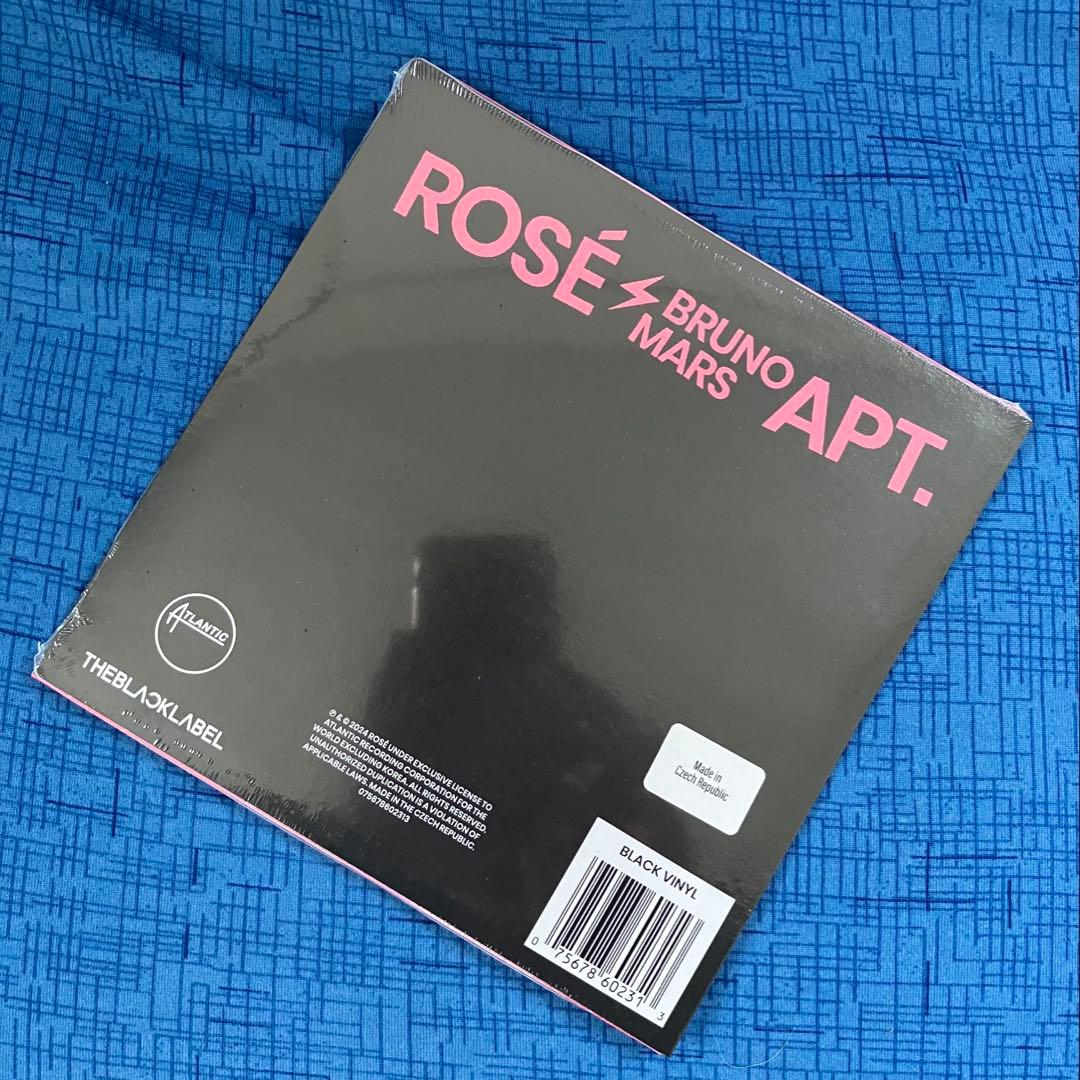 ROSÉ
BRUNO
MARS
APT.
ATLANTIC
THEBLACKLABEL
℗ & © 2024 ROSÉ UNDER EXCLUSIVE LICENSE TO
ATLANTIC RECORDING CORPORATION FOR THE
WORLD EXCLUDING KOREA. ALL RIGHTS RESERVED.
UNAUTHORIZED DUPLICATION IS A VIOLATION OF
APPLICABLE LAWS. MADE IN THE CZECH REPUBLIC.
075678602313
Made in
Czech Republic
BLACK VINYL
0 75678 60231 3